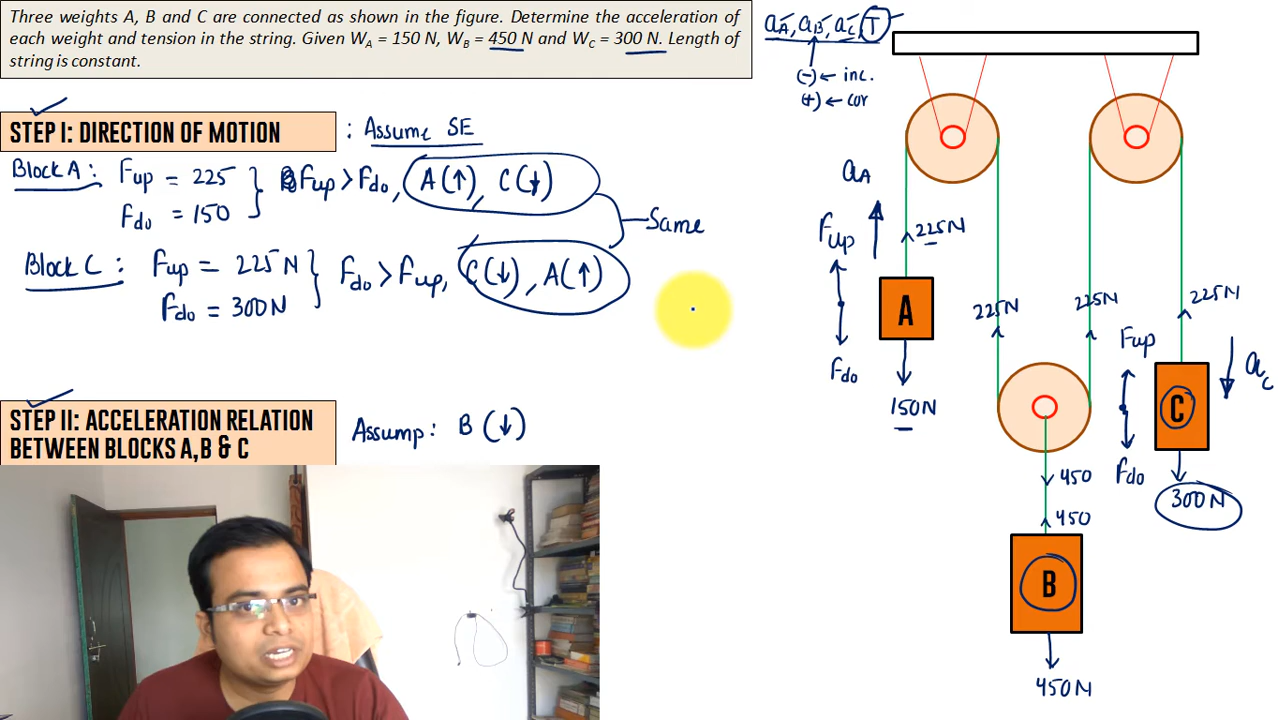 Three weights A, B and C are connected as shown in the figure. Determine the acceleration of
each weight and tension in the string. Given WA = 150 N, WB = 450 N and WC = 300 N. Length of
string is constant.
aA, aB, aC, T
(-) ← inc.
(+) ← cor
STEP I: DIRECTION OF MOTION
: Assume SE
Block A: Fup = 225
Fdo = 150
Fup > Fdo, A(↑), C(↓)
Same
Block C: Fup = 225 N
Fdo = 300 N
Fdo > Fup, C(↓), A(↑)
STEP II: ACCELERATION RELATION
BETWEEN BLOCKS A,B & C
Assump: B (↓)
aA
Fup
225N
A
Fdo
150N
225N
225N
225N
Fup
aC
C
Fdo
300N
450
450
B
450N